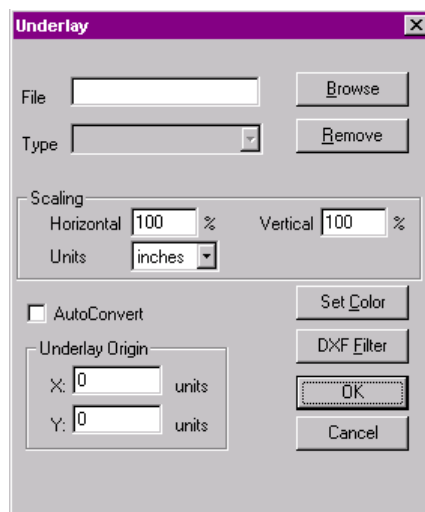 Underlay
File
Browse
Type
Remove
Scaling
Horizontal 100 % Vertical 100 %
Units inches
AutoConvert
Set Color
Underlay Origin
DXF Filter
X: 0 units
OK
Y: 0 units
Cancel